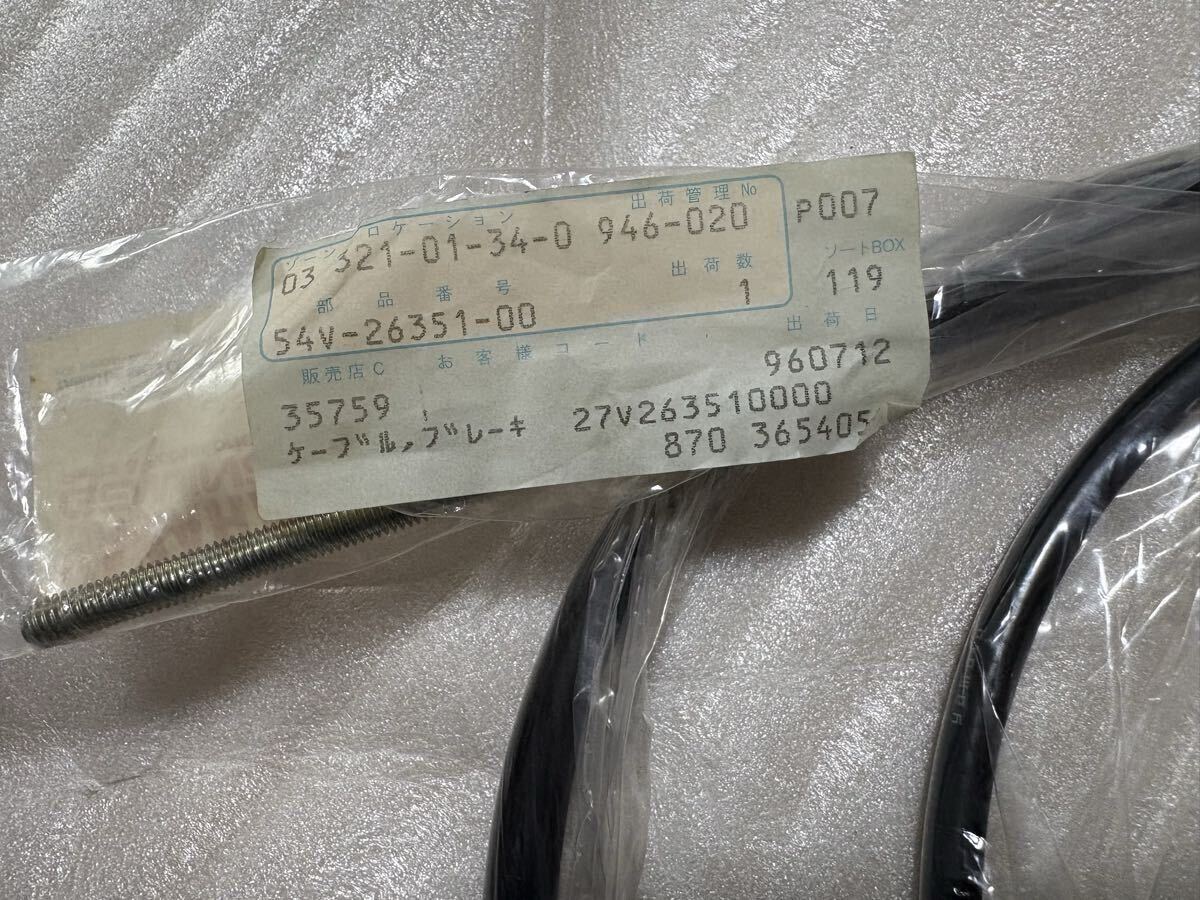 ゾーン ロケーション 出荷管理No
03 321-01-34-0 946-020 P007
部品番号 出荷数 ソートBOX
54V-26351-00 1 119
販売店C お客様コード 出荷日
35759 960712
ケーブル,ブレーキ 27V263510000
870 365405